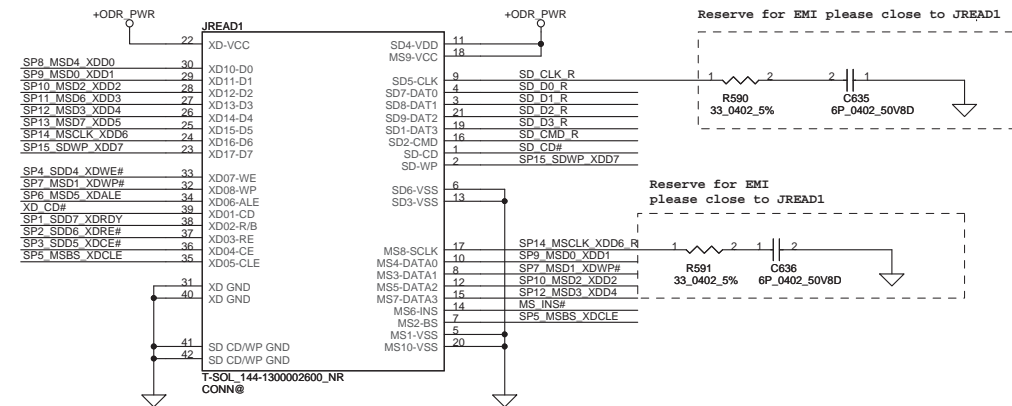 +ODR_PWR
JREAD1
+ODR_PWR
Reserve for EMI please close to JREAD1
22 XD-VCC
SD4-VDD 11
MS9-VCC 18
SP8_MSD4_XDD0 30 XD10-D0
SP9_MSD0_XDD1 29 XD11-D1
SP10_MSD2_XDD2 28 XD12-D2
SP11_MSD6_XDD3 27 XD13-D3
SP12_MSD3_XDD4 26 XD14-D4
SP13_MSD7_XDD5 25 XD15-D5
SP14_MSCLK_XDD6 24 XD16-D6
SP15_SDWP_XDD7 23 XD17-D7
SD5-CLK 9 SD_CLK_R
SD7-DAT0 4 SD_D0_R
SD8-DAT1 3 SD_D1_R
SD9-DAT2 21 SD_D2_R
SD1-DAT3 19 SD_D3_R
SD2-CMD 16 SD_CMD_R
SD-CD 1 SD_CD#
SD-WP 2 SP15_SDWP_XDD7
1 2 2 1
R590 C635
33_0402_5% 6P_0402_50V8D
SP4_SDD4_XDWE# 33 XD07-WE
SP7_MSD1_XDWP# 32 XD08-WP
SP6_MSD5_XDALE 34 XD06-ALE
XD_CD# 39 XD01-CD
SP1_SDD7_XDRDY 38 XD02-R/B
SP2_SDD6_XDRE# 37 XD03-RE
SP3_SDD5_XDCE# 36 XD04-CE
SP5_MSBS_XDCLE 35 XD05-CLE
SD6-VSS 6
SD3-VSS 13
Reserve for EMI
please close to JREAD1
MS8-SCLK 17 SP14_MSCLK_XDD6_R
MS4-DATA0 10 SP9_MSD0_XDD1
MS3-DATA1 8 SP7_MSD1_XDWP#
MS5-DATA2 12 SP10_MSD2_XDD2
MS7-DATA3 15 SP12_MSD3_XDD4
MS6-INS 14 MS_INS#
MS2-BS 7 SP5_MSBS_XDCLE
MS1-VSS 5
MS10-VSS 20
1 2 1 2
R591 C636
33_0402_5% 6P_0402_50V8D
31 XD GND
40 XD GND
41 SD CD/WP GND
42 SD CD/WP GND
T-SOL_144-1300002600_NR
CONN@